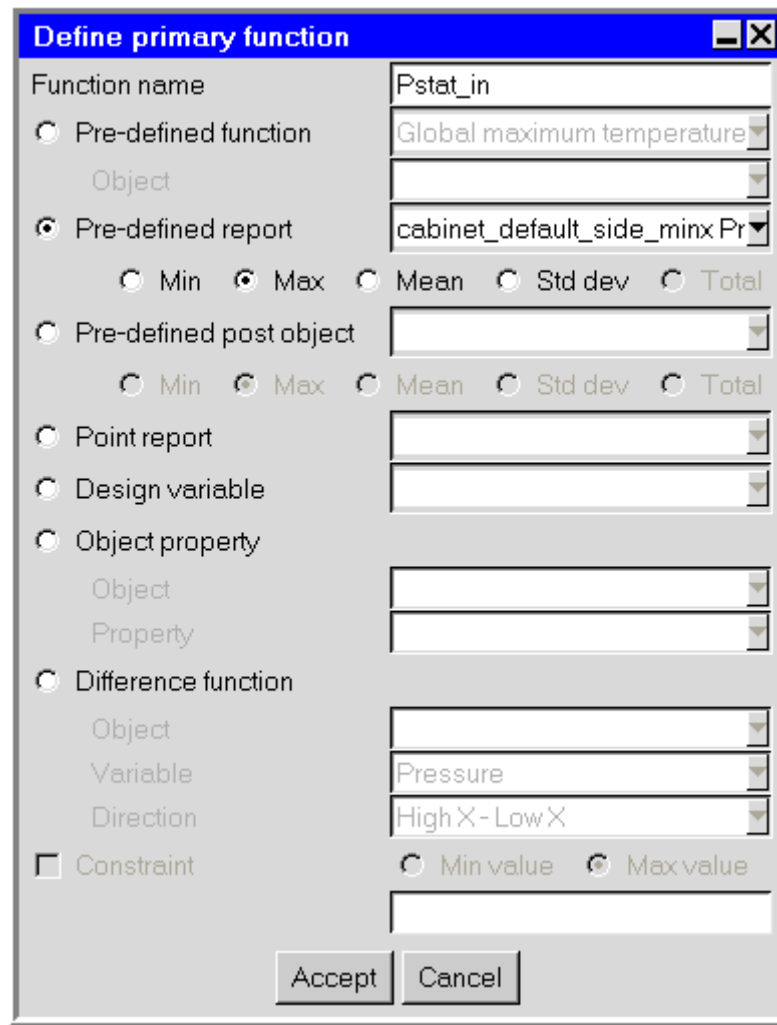 Define primary function
Function name Pstat_in
Pre-defined function Global maximum temperature
Object
Pre-defined report cabinet_default_side_minx Pr
Min Max Mean Std dev Total
Pre-defined post object
Min Max Mean Std dev Total
Point report
Design variable
Object property
Object
Property
Difference function
Object
Variable Pressure
Direction High X - Low X
Constraint Min value Max value
Accept Cancel